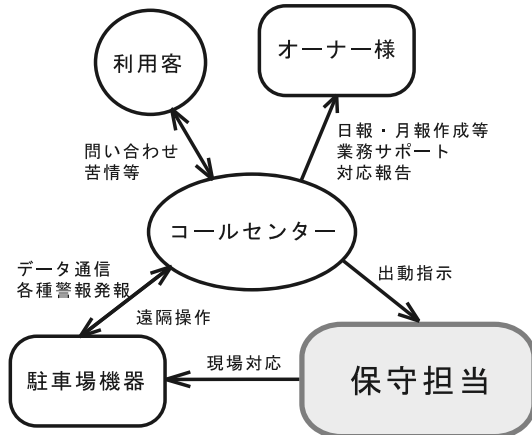 利用客
オーナー様
問い合わせ
苦情等
日報・月報作成等
業務サポート
対応報告
コールセンター
データ通信
各種警報発報
遠隔操作
出動指示
駐車場機器
現場対応
保守担当